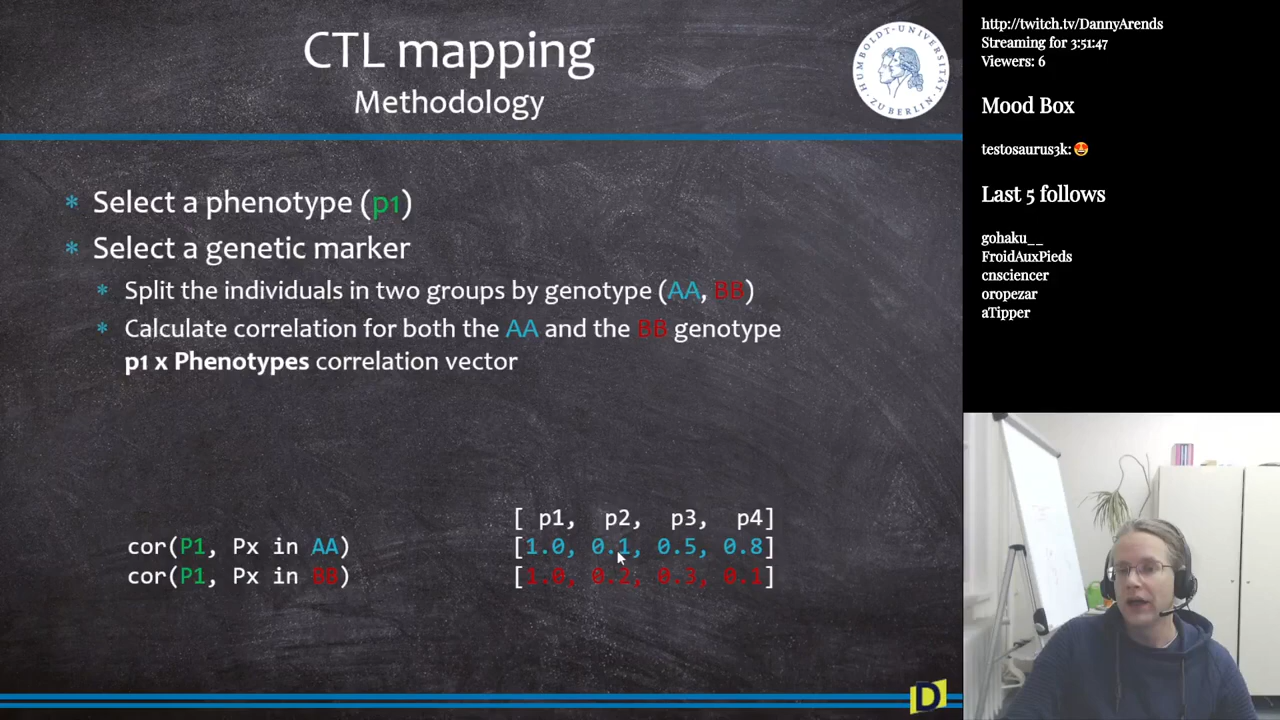 CTL mapping
Methodology
HUMBOLDT-UNIVERSITÄT ZU BERLIN
* Select a phenotype (p1)
* Select a genetic marker
* Split the individuals in two groups by genotype (AA, BB)
* Calculate correlation for both the AA and the BB genotype
p1 x Phenotypes correlation vector
[ p1, p2, p3, p4]
cor(P1, Px in AA) [1.0, 0.1, 0.5, 0.8]
cor(P1, Px in BB) [1.0, 0.2, 0.3, 0.1]
D
http://twitch.tv/DannyArends
Streaming for 3:51:47
Viewers: 6
Mood Box
testosaurus3k:🤩
Last 5 follows
gohaku__
FroidAuxPieds
cnsciencer
oropezar
aTipper